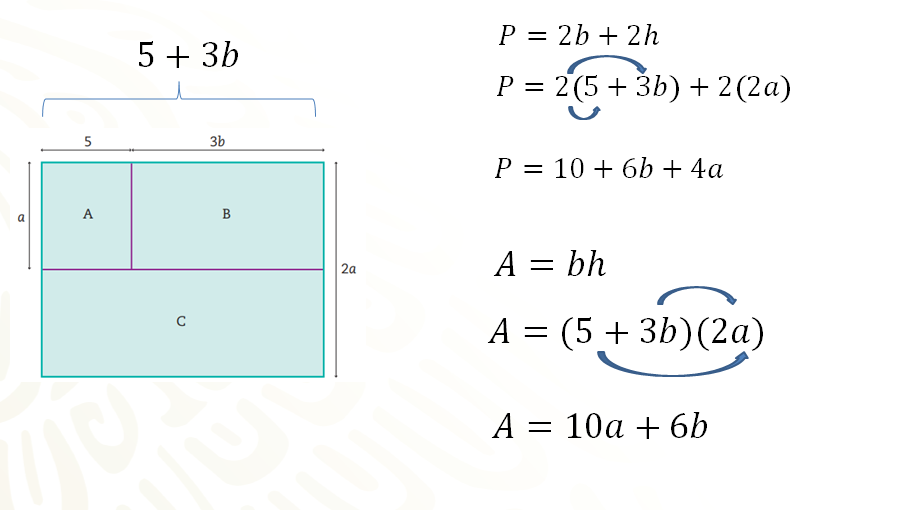 5 + 3b
5
3b
a
A
B
2a
C
P = 2b + 2h
P = 2(5 + 3b) + 2(2a)
P = 10 + 6b + 4a
A = bh
A = (5 + 3b)(2a)
A = 10a + 6b